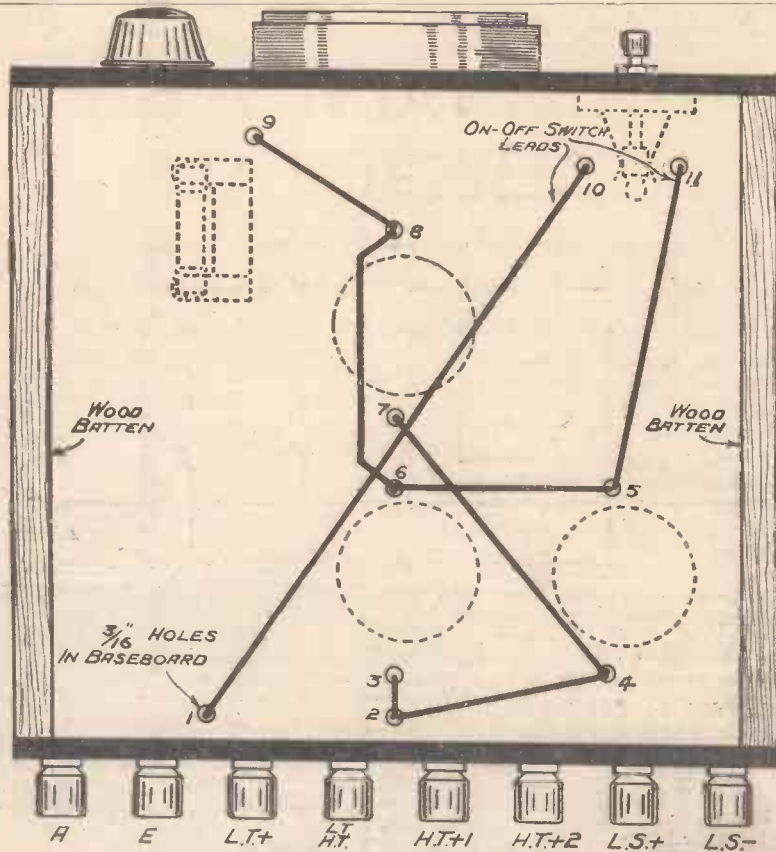 9
ON-OFF SWITCH
LEADS
10
11
8
WOOD
BATTEN
7
WOOD
BATTEN
6
5
3/16" HOLES
IN BASEBOARD
3
4
1
2
A
E
L.T.+
L.T.
H.T.
H.T.+1
H.T.+2
L.S.+
L.S.-